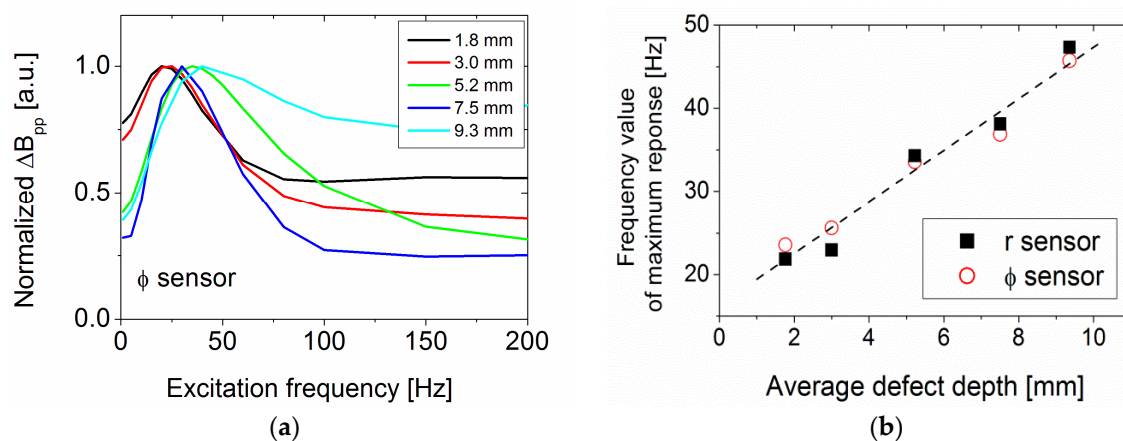 Normalized ΔB_pp [a.u.]
1.0
0.5
0.0
1.8 mm
3.0 mm
5.2 mm
7.5 mm
9.3 mm
ϕ sensor
0 50 100 150 200
Excitation frequency [Hz]
(a)
Frequency value
of maximum reponse [Hz]
50
40
30
20
r sensor
ϕ sensor
0 2 4 6 8 10
Average defect depth [mm]
(b)